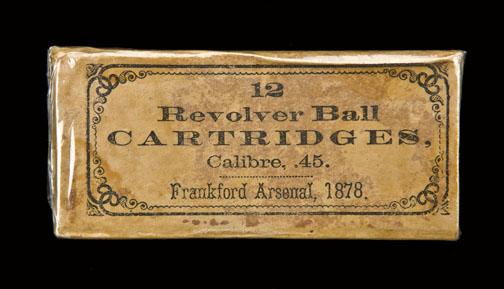 12
Revolver Ball
CARTRIDGES,
Calibre, .45.
Frankford Arsenal, 1878.